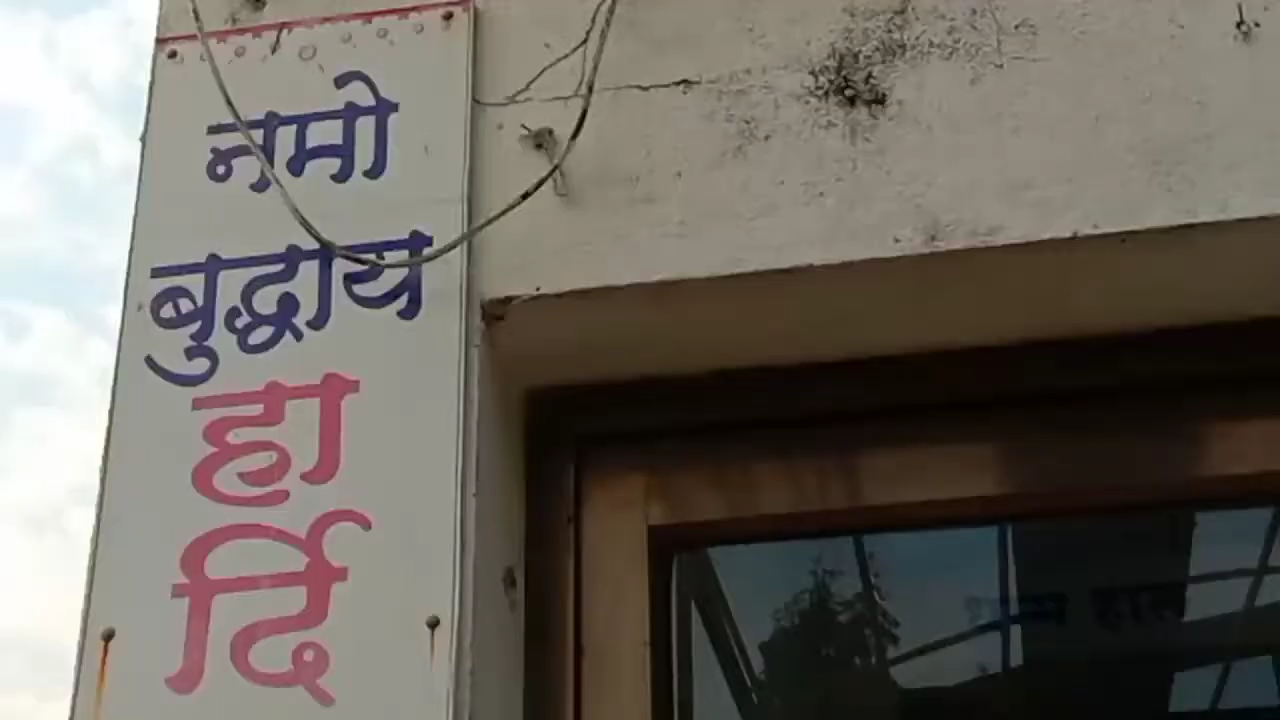 नमो
बुद्धाय
हा
र्दि